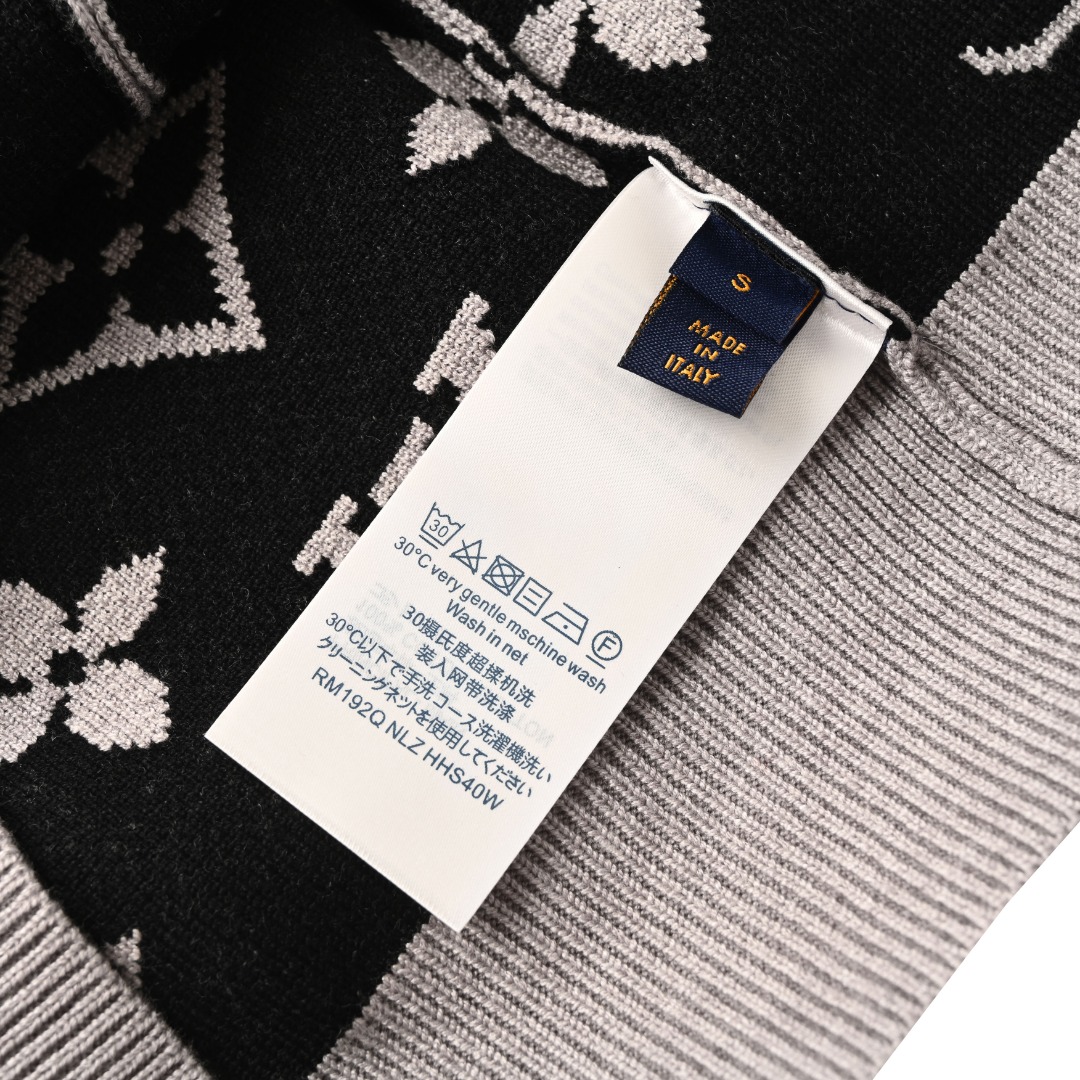 S
MADE
IN
ITALY
30
F
30°C very gentle mschine wash
Wash in net
30摄氏度超揉机洗
装入网带洗涤
30°C以下で手洗コース洗濯機洗い
クリーニングネットを使用してください
RM192Q NLZ HHS40W